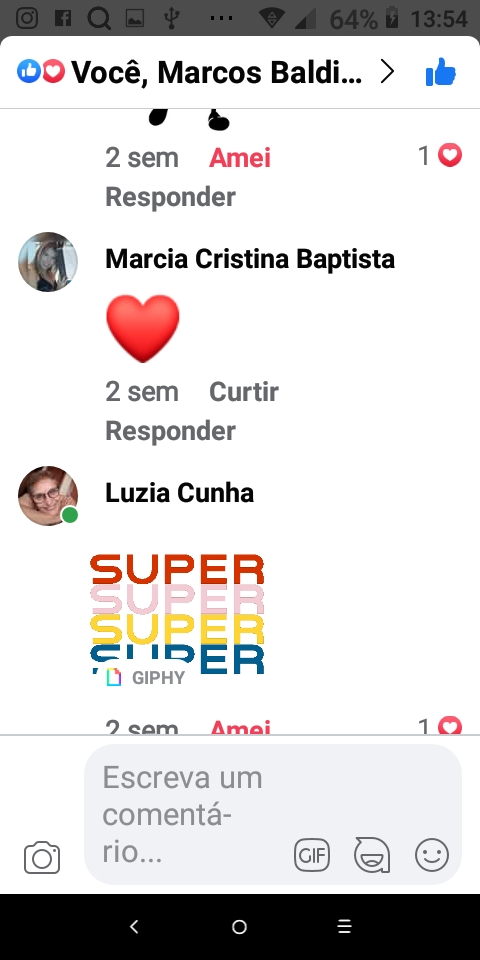 64% 13:54
Você, Marcos Baldi...
2 sem Amei 1
Responder
Marcia Cristina Baptista
2 sem Curtir
Responder
Luzia Cunha
SUPER
SUPER
SUPER
SUPER
GIPHY
2 sem Amei 1
Escreva um
comentá-
rio...
GIF